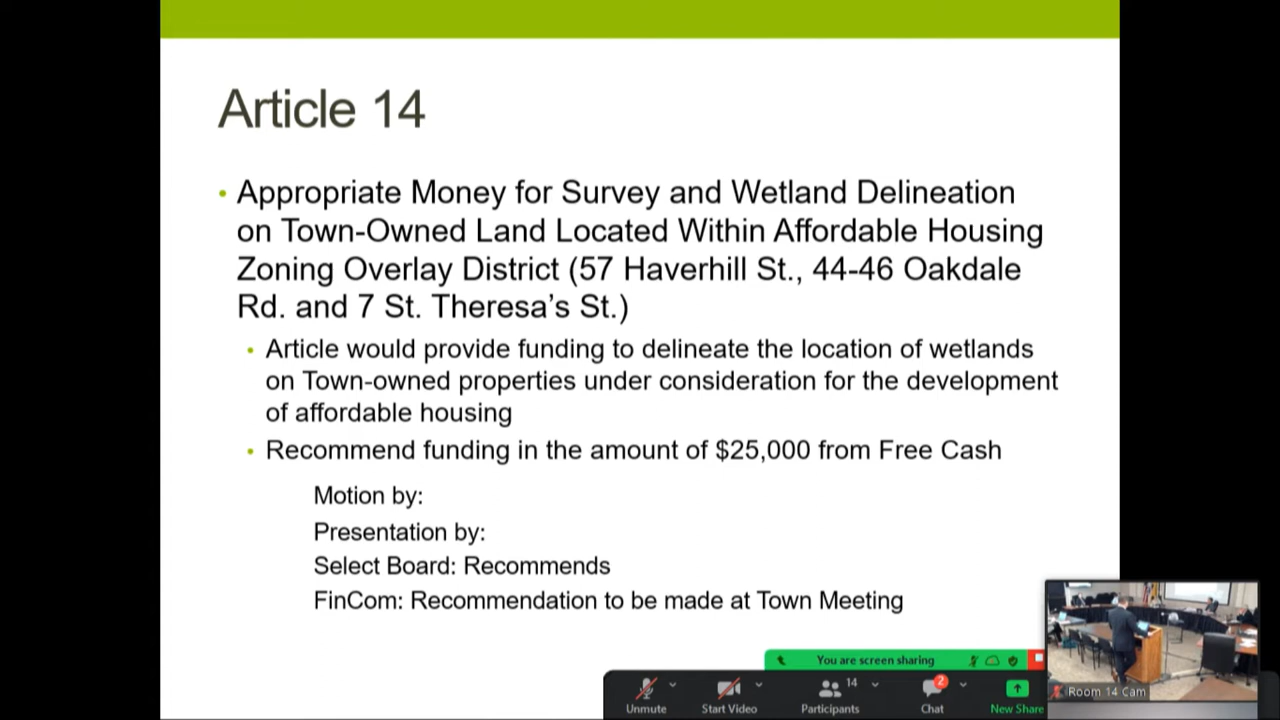 Article 14
• Appropriate Money for Survey and Wetland Delineation
on Town-Owned Land Located Within Affordable Housing
Zoning Overlay District (57 Haverhill St., 44-46 Oakdale
Rd. and 7 St. Theresa’s St.)
• Article would provide funding to delineate the location of wetlands
on Town-owned properties under consideration for the development
of affordable housing
• Recommend funding in the amount of $25,000 from Free Cash
Motion by:
Presentation by:
Select Board: Recommends
FinCom: Recommendation to be made at Town Meeting
You are screen sharing
14
2
Unmute
Start Video
Participants
Chat
New Share
Room 14 Cam